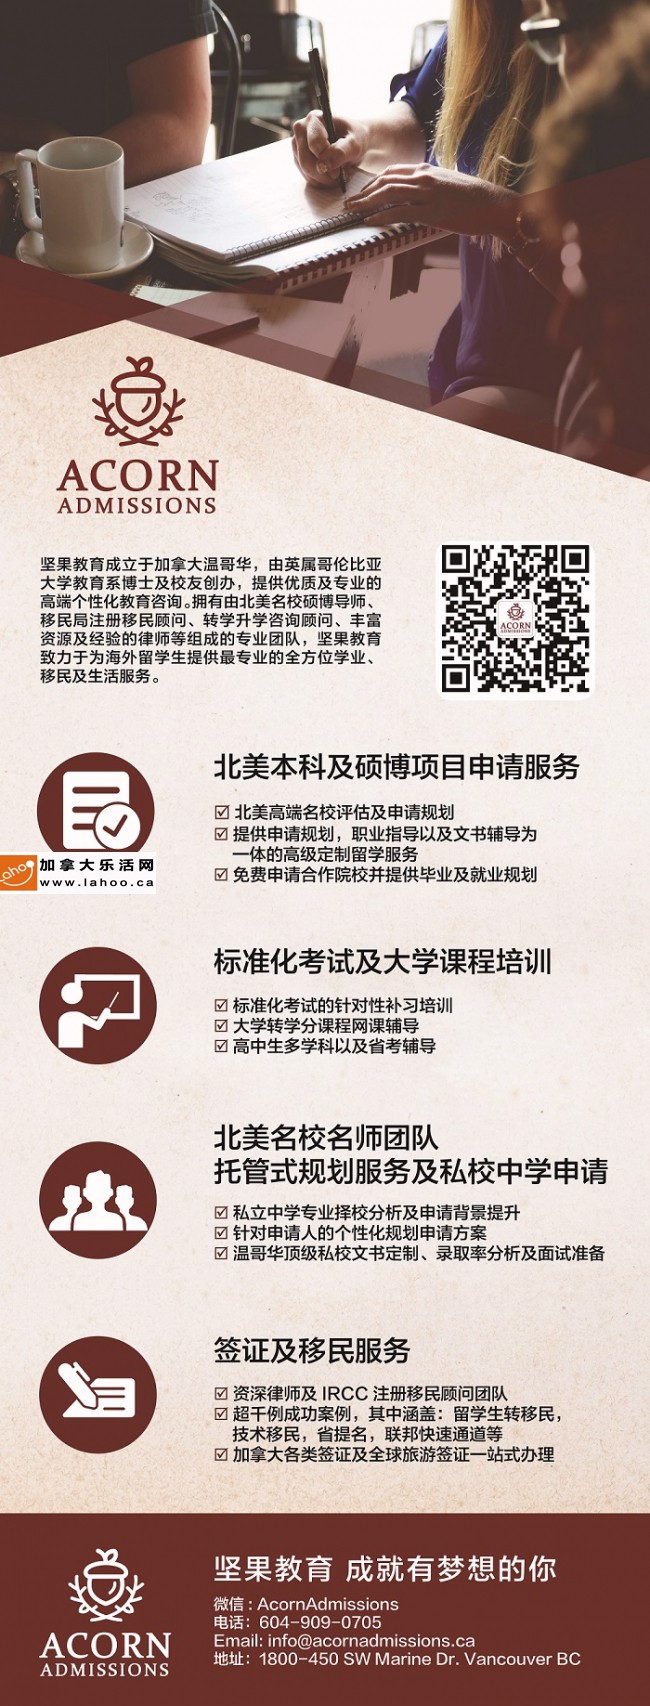 ACORN
ADMISSIONS
坚果教育成立于加拿大温哥华，由英属哥伦比亚
大学教育系博士及校友创办，提供优质及专业的
高端个性化教育咨询。拥有由北美名校硕博导师、
移民局注册移民顾问、转学升学咨询顾问、丰富
资源及经验的律师等组成的专业团队，坚果教育
致力于为海外留学生提供最专业的全方位学业、
移民及生活服务。
ACORN
ADMISSIONS
北美本科及硕博项目申请服务
北美高端名校评估及申请规划
提供申请规划，职业指导以及文书辅导为
一体的高级定制留学服务
免费申请合作院校并提供毕业及就业规划
Lahoo
加拿大乐活网
www.lahoo.ca
标准化考试及大学课程培训
标准化考试的针对性补习培训
大学转学分课程网课辅导
高中生多学科以及省考辅导
北美名校名师团队
托管式规划服务及私校中学申请
私立中学专业择校分析及申请背景提升
针对申请人的个性化规划申请方案
温哥华顶级私校文书定制、录取率分析及面试准备
签证及移民服务
资深律师及 IRCC 注册移民顾问团队
超千例成功案例，其中涵盖：留学生转移民，
技术移民，省提名，联邦快速通道等
加拿大各类签证及全球旅游签证一站式办理
ACORN
ADMISSIONS
坚果教育 成就有梦想的你
微信：AcornAdmissions
电话：604-909-0705
Email: info@acornadmissions.ca
地址：1800-450 SW Marine Dr. Vancouver BC